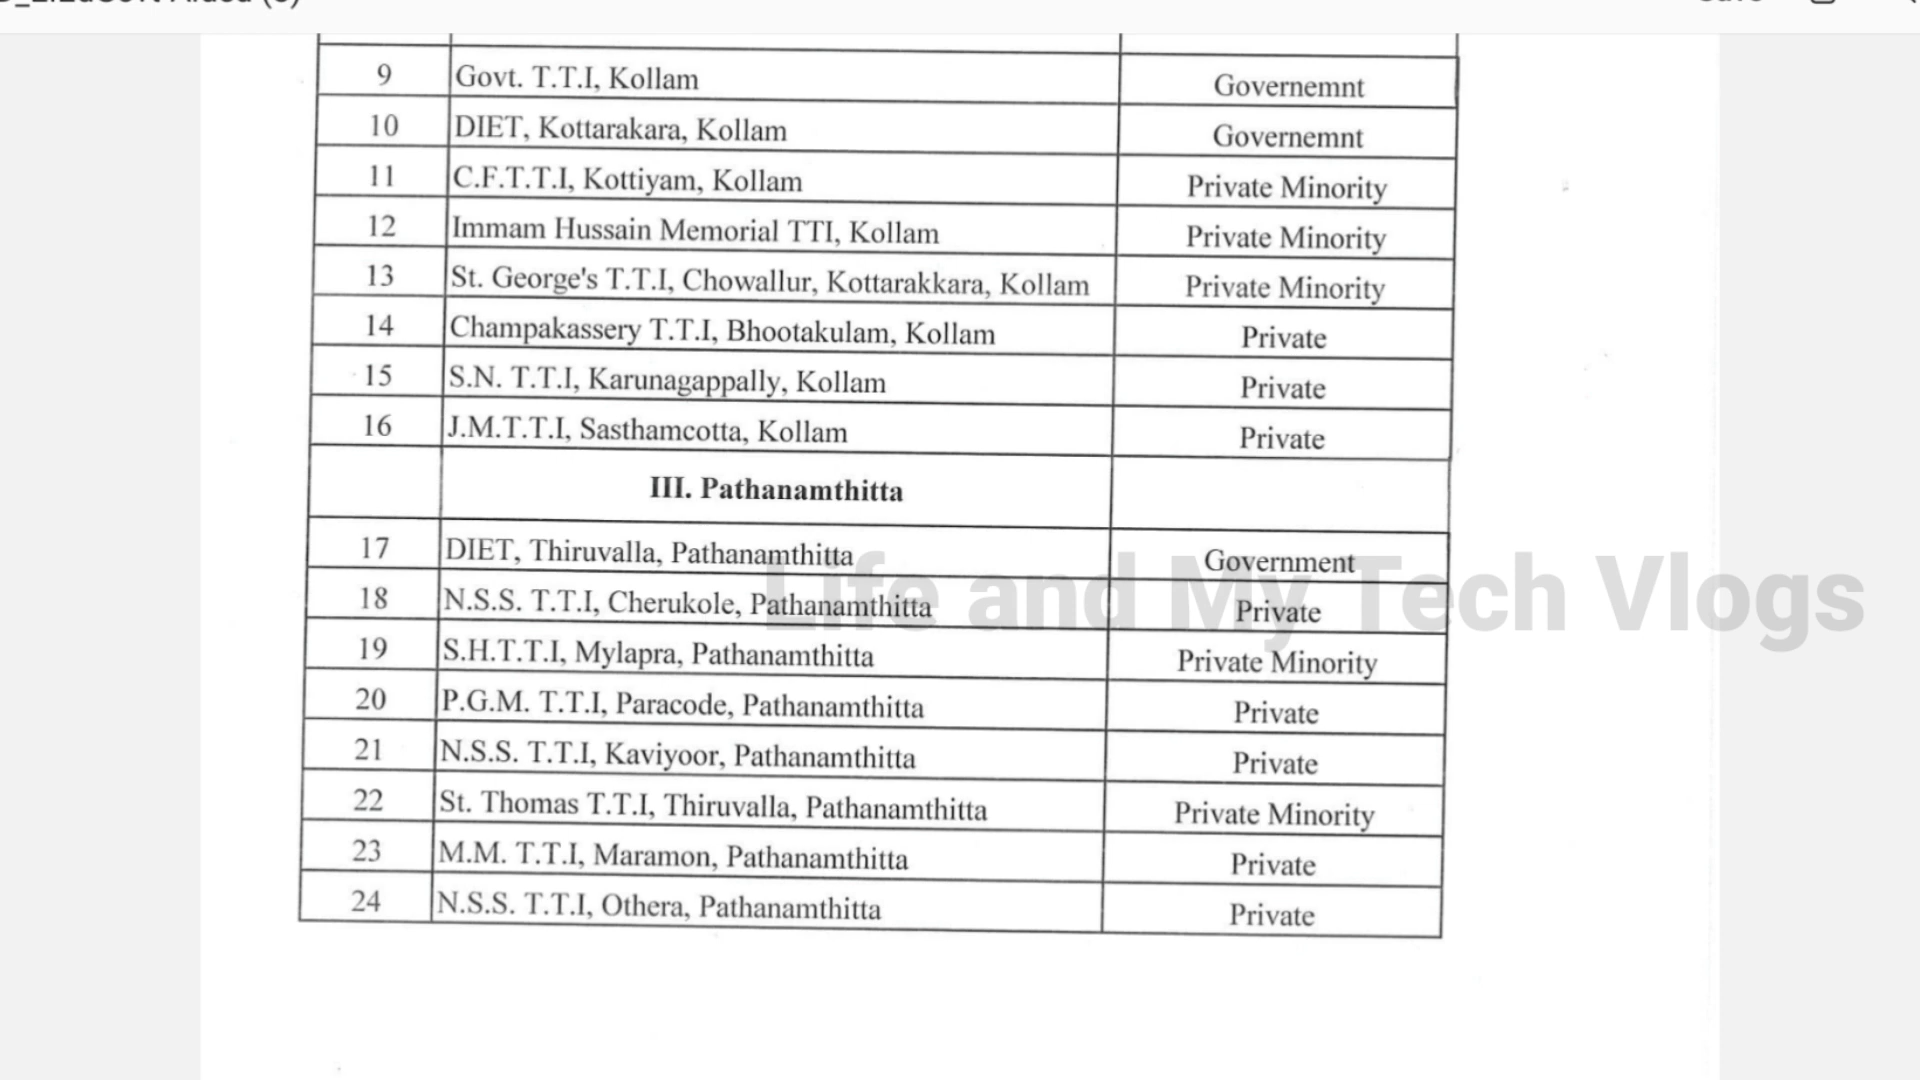 9 Govt. T.T.I, Kollam Governemnt
10 DIET, Kottarakara, Kollam Governemnt
11 C.F.T.T.I, Kottiyam, Kollam Private Minority
12 Immam Hussain Memorial TTI, Kollam Private Minority
13 St. George's T.T.I, Chowallur, Kottarakkara, Kollam Private Minority
14 Champakassery T.T.I, Bhootakulam, Kollam Private
15 S.N. T.T.I, Karunagappally, Kollam Private
16 J.M.T.T.I, Sasthamcotta, Kollam Private
III. Pathanamthitta
17 DIET, Thiruvalla, Pathanamthitta Government
Life and My Tech Vlogs
18 N.S.S. T.T.I, Cherukole, Pathanamthitta Private
19 S.H.T.T.I, Mylapra, Pathanamthitta Private Minority
20 P.G.M. T.T.I, Paracode, Pathanamthitta Private
21 N.S.S. T.T.I, Kaviyoor, Pathanamthitta Private
22 St. Thomas T.T.I, Thiruvalla, Pathanamthitta Private Minority
23 M.M. T.T.I, Maramon, Pathanamthitta Private
24 N.S.S. T.T.I, Othera, Pathanamthitta Private